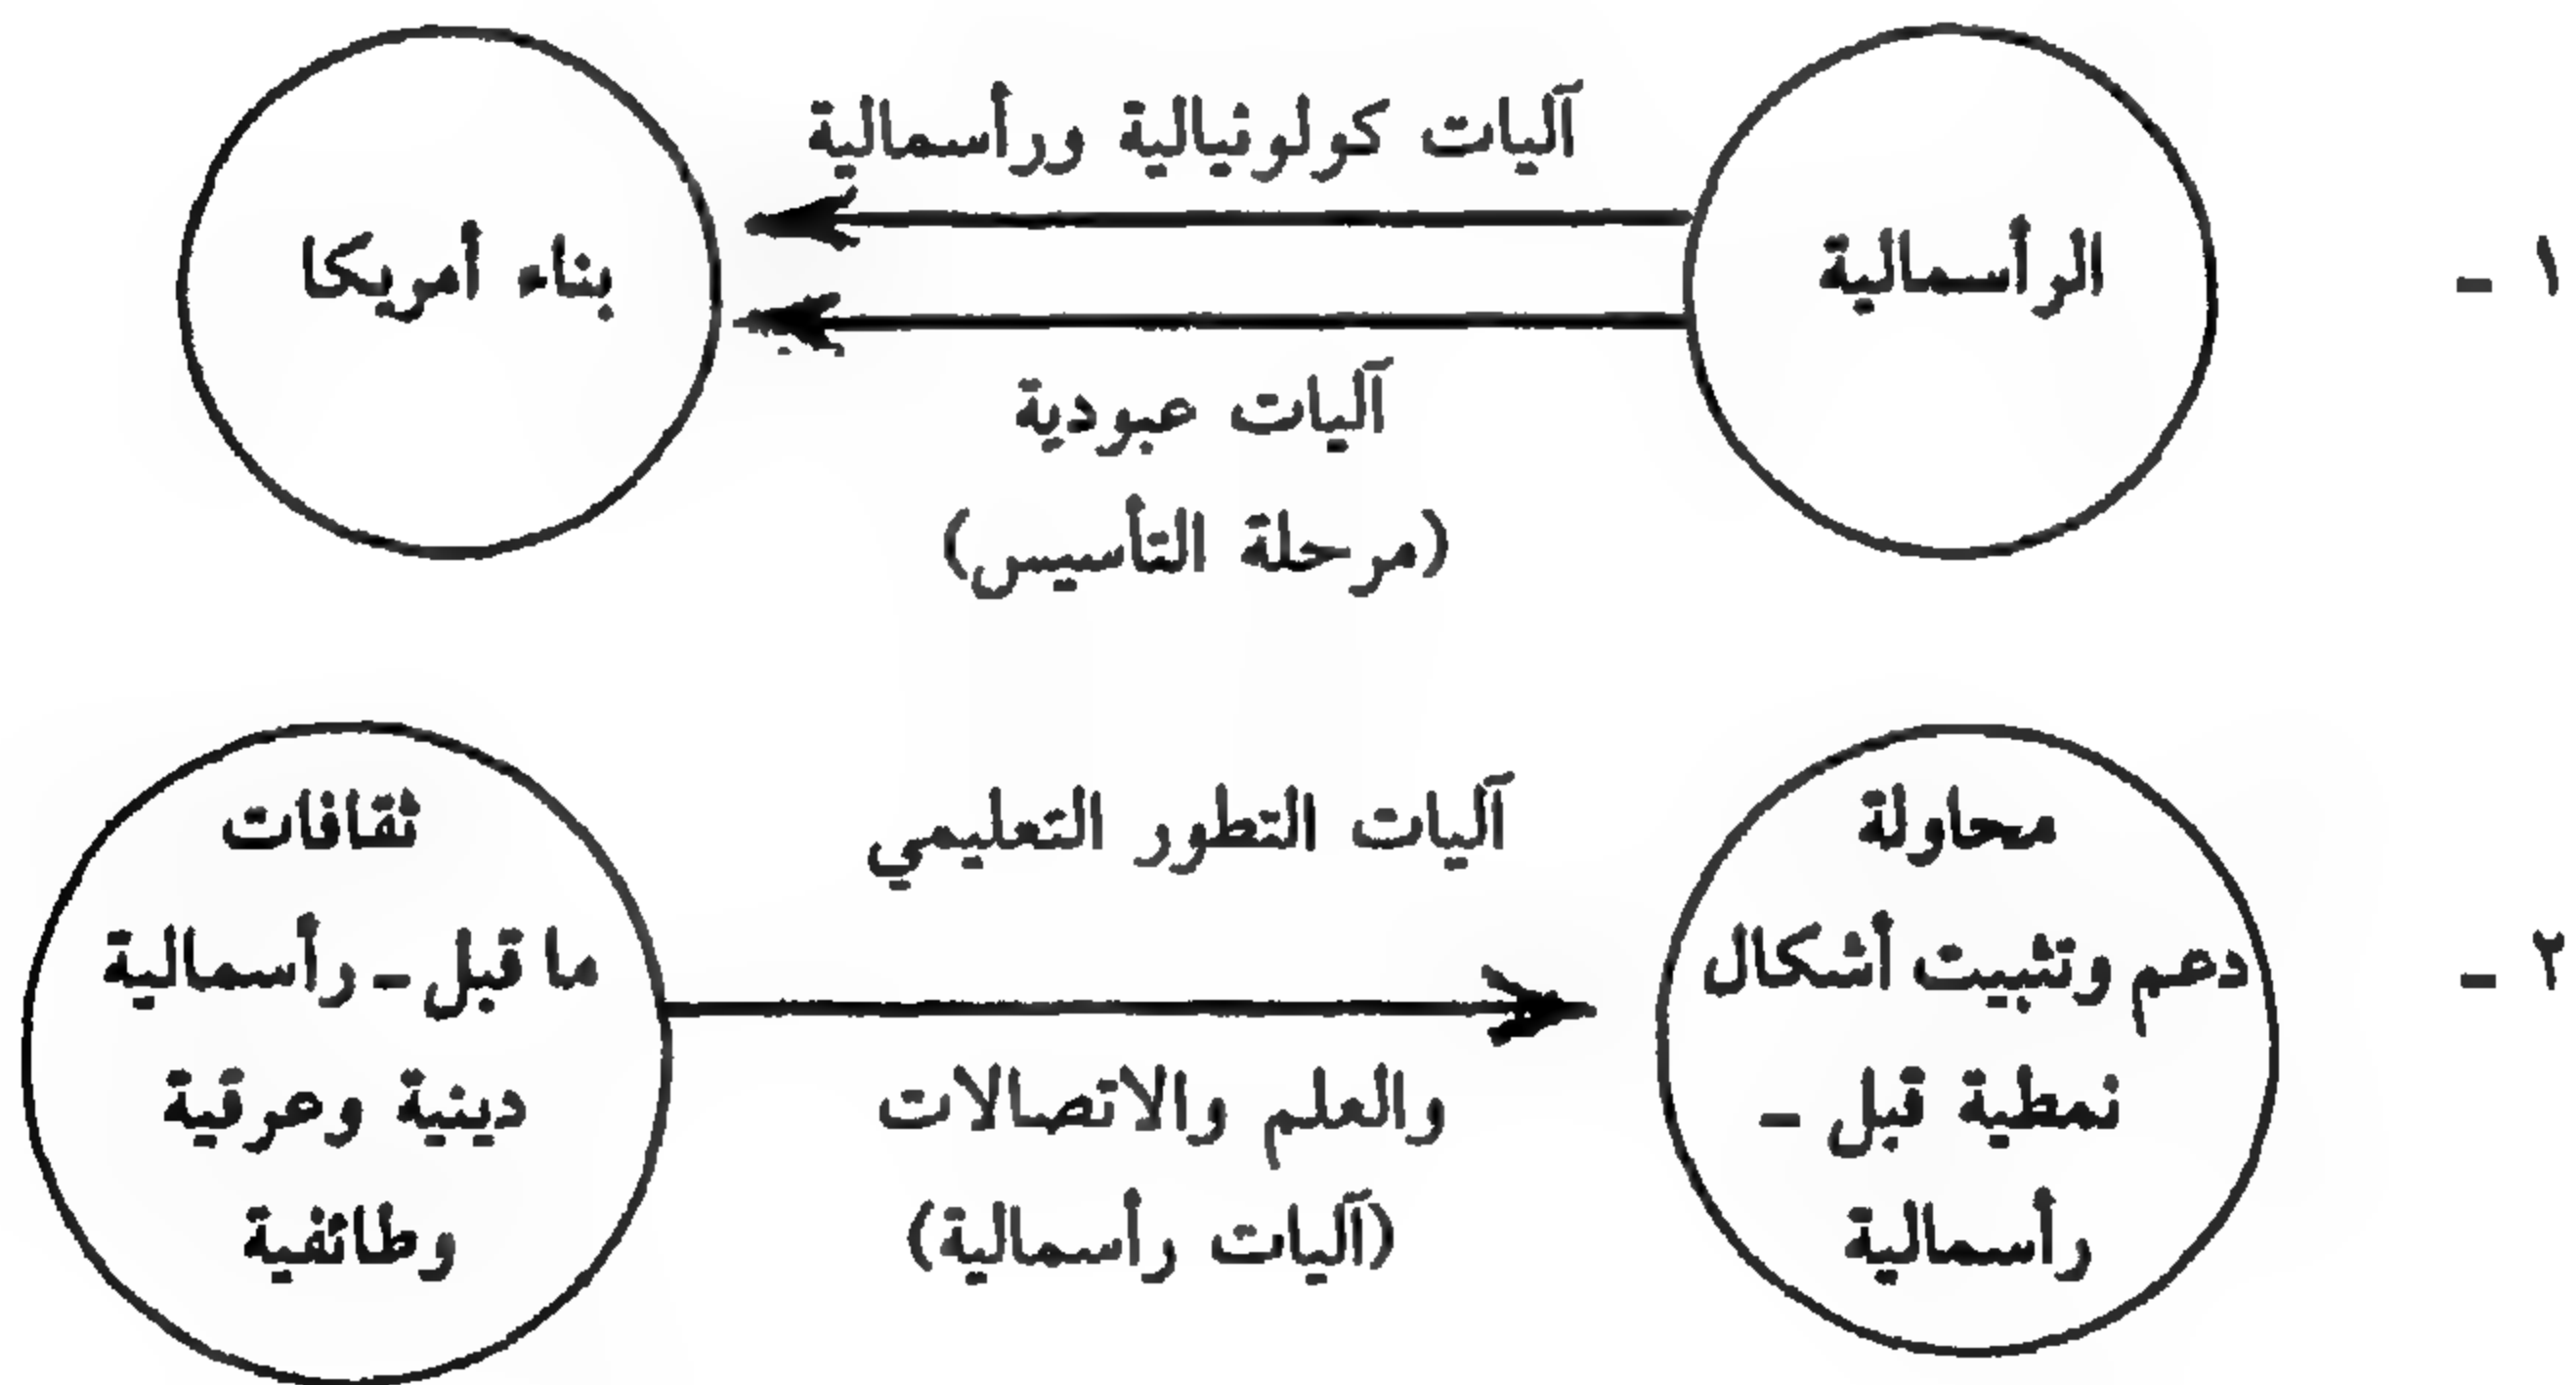 ١ -
الرأسمالية
آليات كولونيالية ورأسمالية
آليات عبودية
(مرحلة التأسيس)
بناء أمريكا
٢ -
محاولة
دعم وتثبيت أشكال
نمطية قبل -
رأسمالية
آليات التطور التعليمي
والعلم والاتصالات
(آليات رأسمالية)
ثقافات
ما قبل - رأسمالية
دينية وعرقية
وطائفية